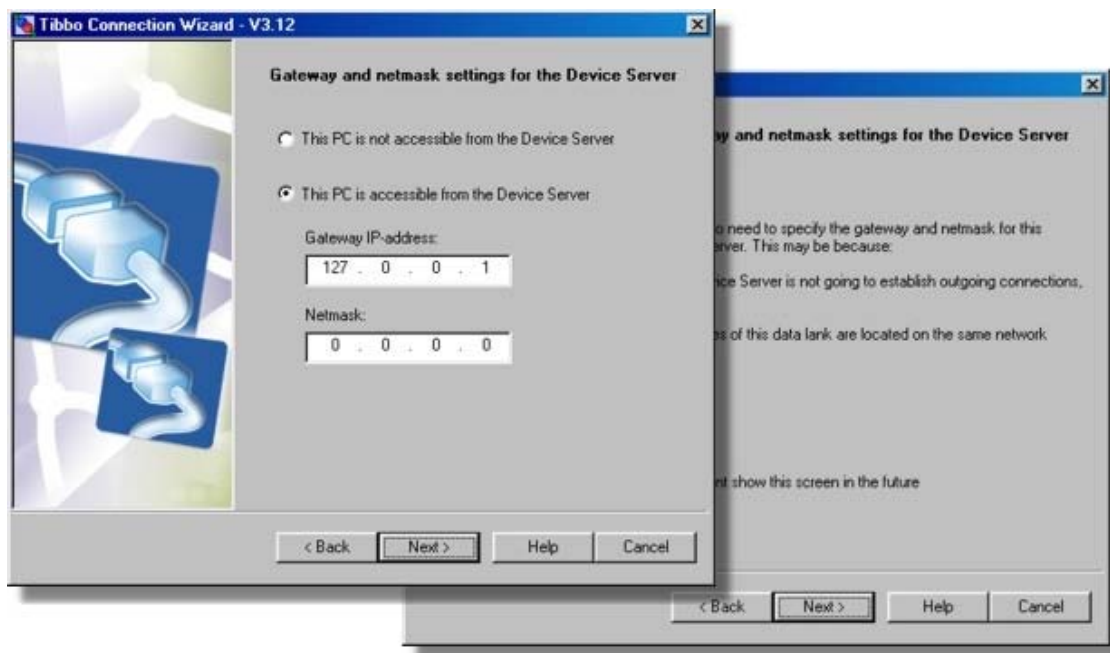 Tibbo Connection Wizard - V3.12
Gateway and netmask settings for the Device Server
This PC is not accessible from the Device Server
This PC is accessible from the Device Server
Gateway IP-address:
127 . 0 . 0 . 1
Netmask:
0 . 0 . 0 . 0
< Back Next > Help Cancel
and netmask settings for the Device Server
need to specify the gateway and netmask for this
This may be because:
Server is not going to establish outgoing connections,
of this data lank are located on the same network
show this screen in the future
< Back Next > Help Cancel